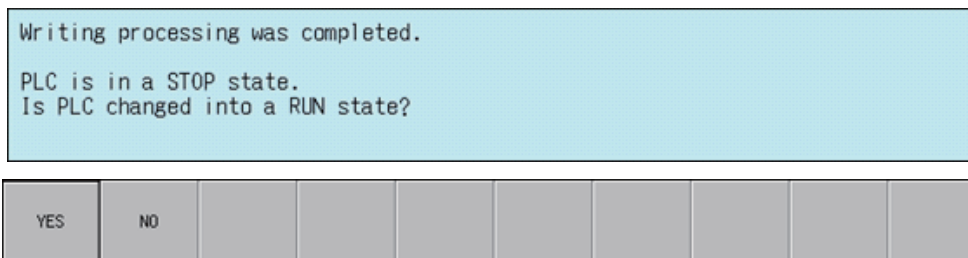 Writing processing was completed.
PLC is in a STOP state.
Is PLC changed into a RUN state?
YES NO